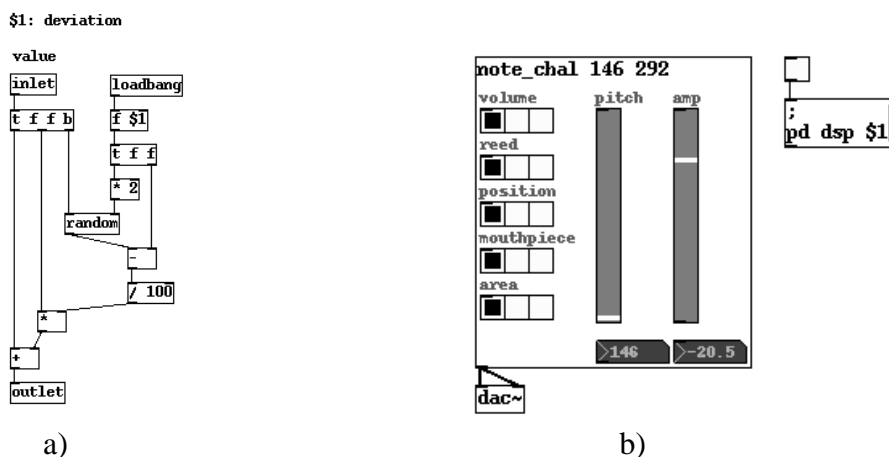 $1: deviation
value
inlet
loadbang
t f f b
f $1
t f f
* 2
random
-
/ 100
*
+
outlet
a)
note_chal 146 292
volume
pitch
amp
reed
position
mouthpiece
area
146
-20.5
dac~
;
pd dsp $1
b)